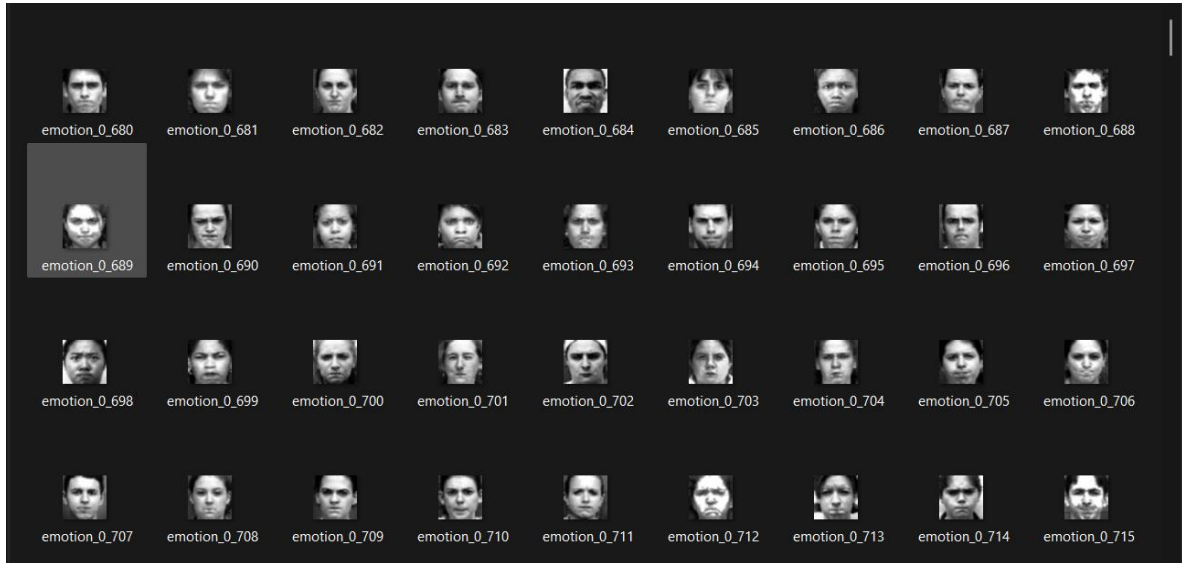 emotion_0_680 emotion_0_681 emotion_0_682 emotion_0_683 emotion_0_684 emotion_0_685 emotion_0_686 emotion_0_687 emotion_0_688
emotion_0_689 emotion_0_690 emotion_0_691 emotion_0_692 emotion_0_693 emotion_0_694 emotion_0_695 emotion_0_696 emotion_0_697
emotion_0_698 emotion_0_699 emotion_0_700 emotion_0_701 emotion_0_702 emotion_0_703 emotion_0_704 emotion_0_705 emotion_0_706
emotion_0_707 emotion_0_708 emotion_0_709 emotion_0_710 emotion_0_711 emotion_0_712 emotion_0_713 emotion_0_714 emotion_0_715